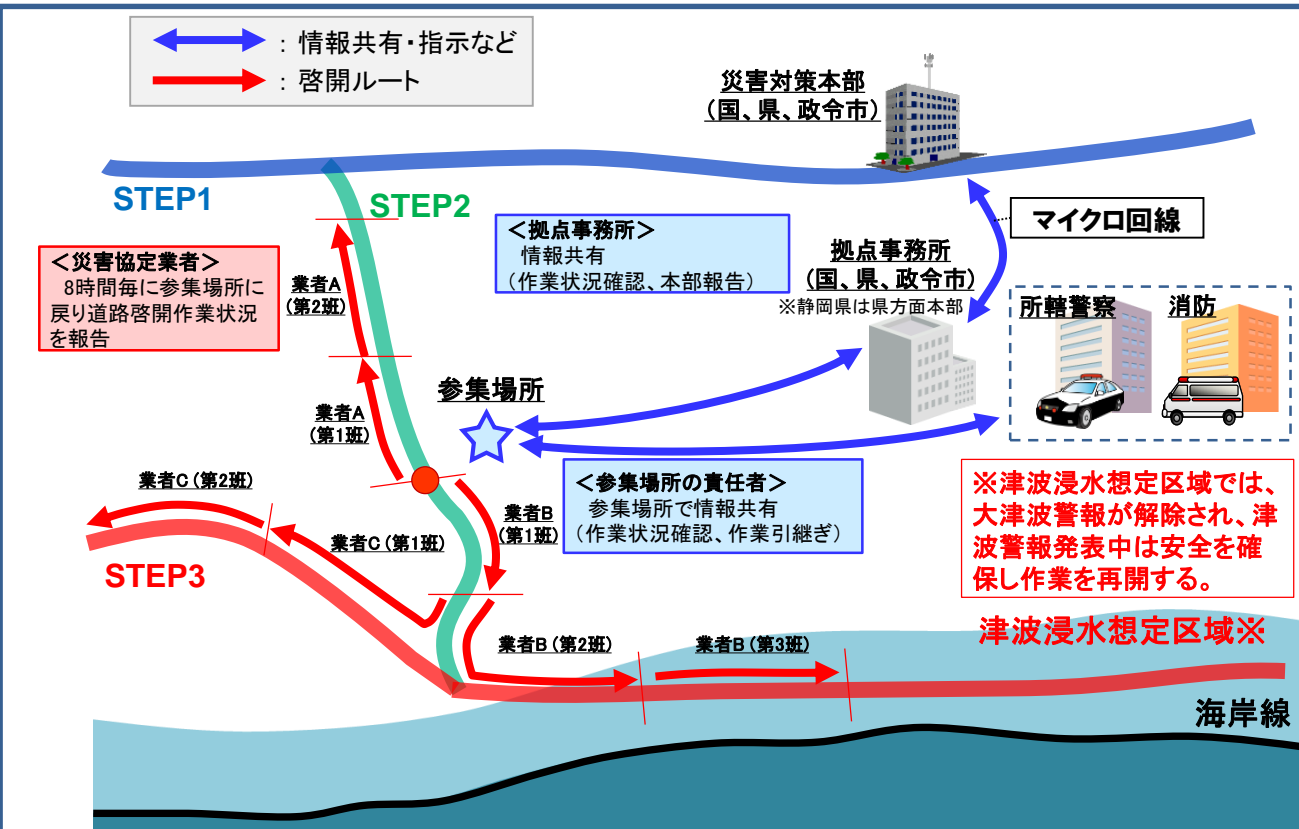 ：情報共有・指示など
：啓開ルート
災害対策本部
（国、県、政令市）
STEP1
STEP2
マイクロ回線
＜拠点事務所＞
情報共有
（作業状況確認、本部報告）
拠点事務所
（国、県、政令市）
※静岡県は県方面本部
＜災害協定業者＞
8時間毎に参集場所に
戻り道路啓開作業状況
を報告
業者A
（第2班）
所轄警察
消防
参集場所
業者A
（第1班）
＜参集場所の責任者＞
参集場所で情報共有
（作業状況確認、作業引継ぎ）
業者B
（第1班）
業者C（第2班）
業者C（第1班）
STEP3
※津波浸水想定区域では、
大津波警報が解除され、津
波警報発表中は安全を確
保し作業を再開する。
津波浸水想定区域※
業者B（第2班）
業者B（第3班）
海岸線